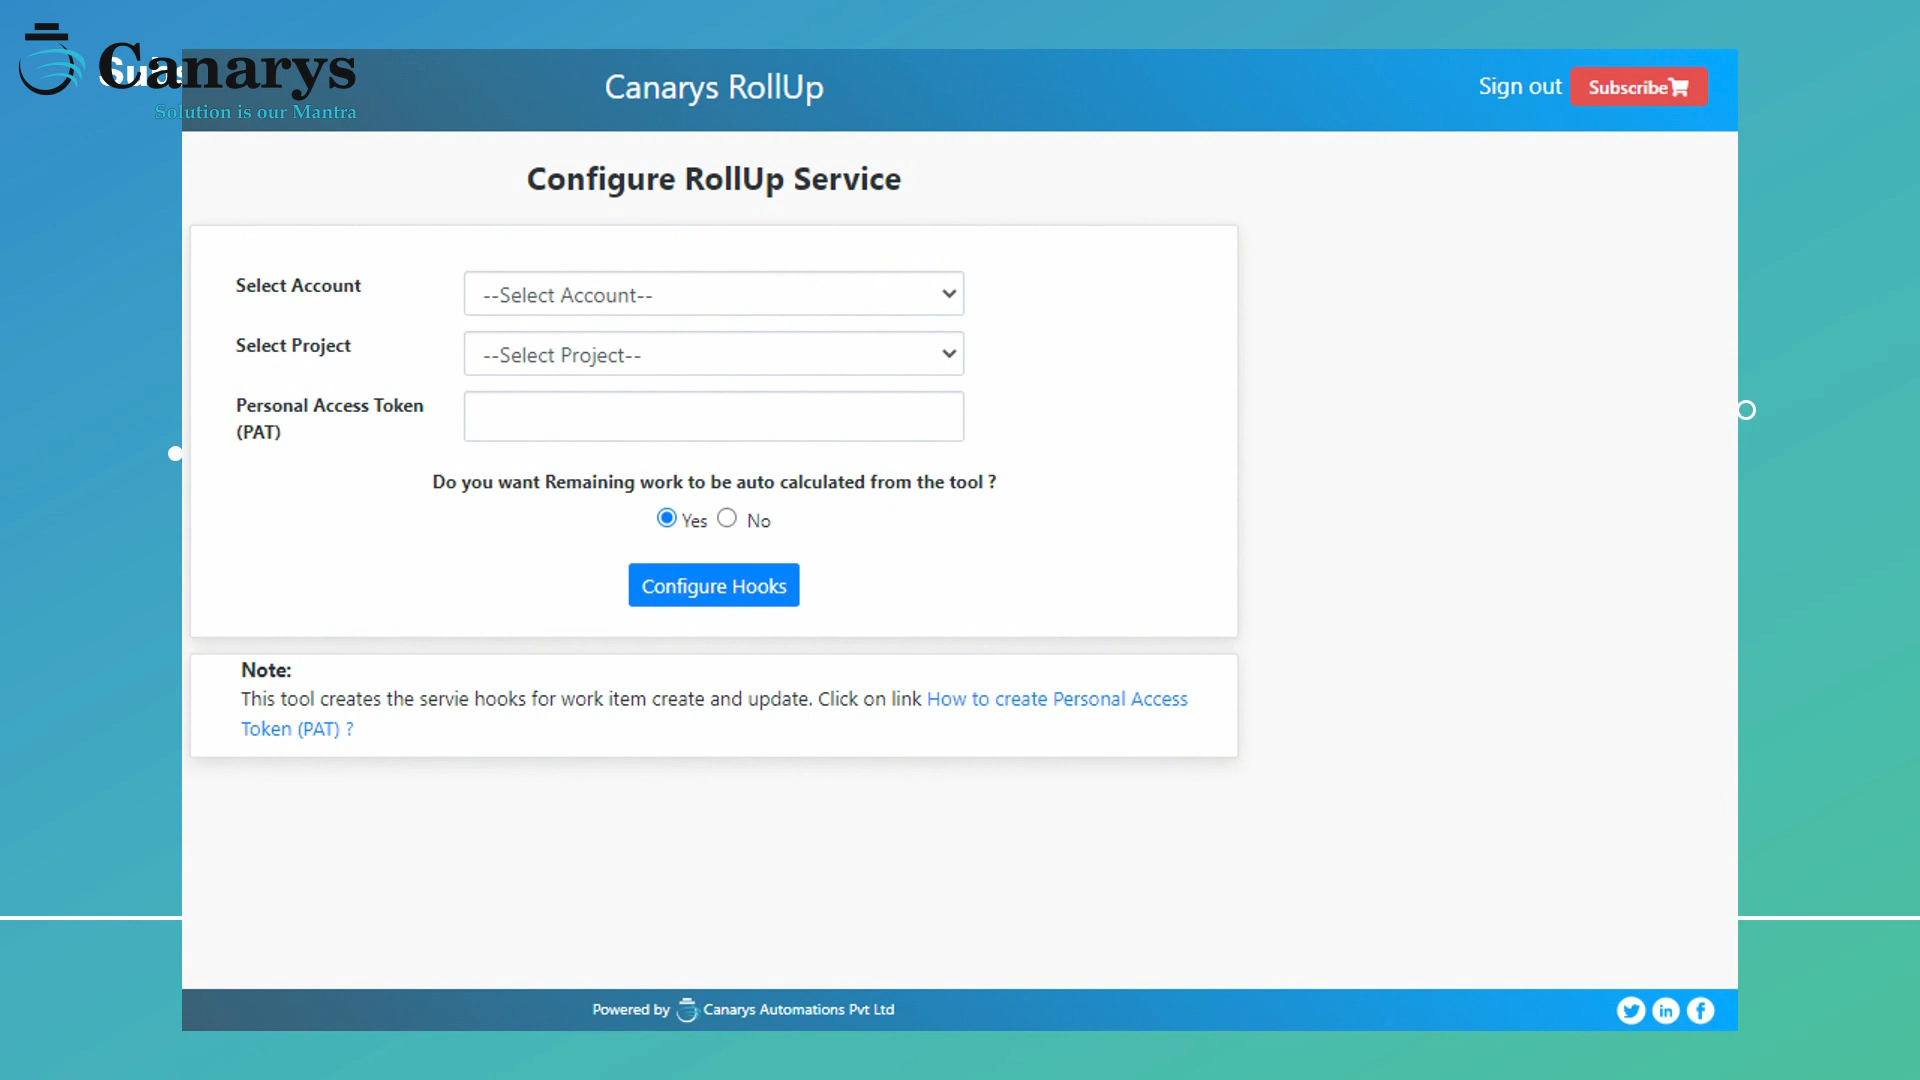 Canarys
Solution is our Mantra
Canarys RollUp
Sign out
Subscribe
Configure RollUp Service
Select Account
--Select Account--
Select Project
--Select Project--
Personal Access Token
(PAT)
Do you want Remaining work to be auto calculated from the tool ?
Yes No
Configure Hooks
Note:
This tool creates the servie hooks for work item create and update. Click on link How to create Personal Access
Token (PAT) ?
Powered by Canarys Automations Pvt Ltd